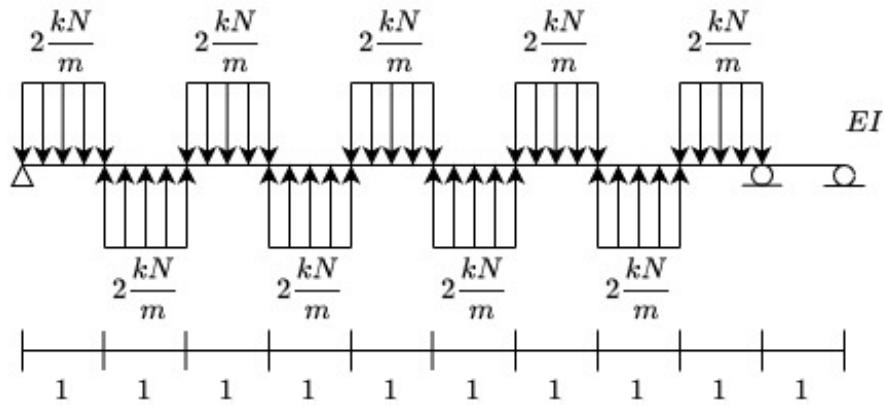 2 kN/m 2 kN/m 2 kN/m 2 kN/m 2 kN/m
EI
2 kN/m 2 kN/m 2 kN/m 2 kN/m
1 1 1 1 1 1 1 1 1 1